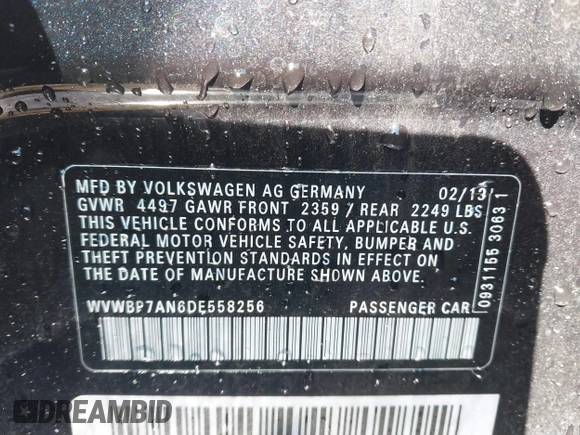 MFD BY VOLKSWAGEN AG GERMANY 02/13
GVWR 4497 GAWR FRONT 2359 / REAR 2249 LBS
THIS VEHICLE CONFORMS TO ALL APPLICABLE U.S.
FEDERAL MOTOR VEHICLE SAFETY, BUMPER AND
THEFT PREVENTION STANDARDS IN EFFECT ON
THE DATE OF MANUFACTURE SHOWN ABOVE.
WVWBP7AN6DE558256 PASSENGER CAR
0931155 3063 1
DREAMBID